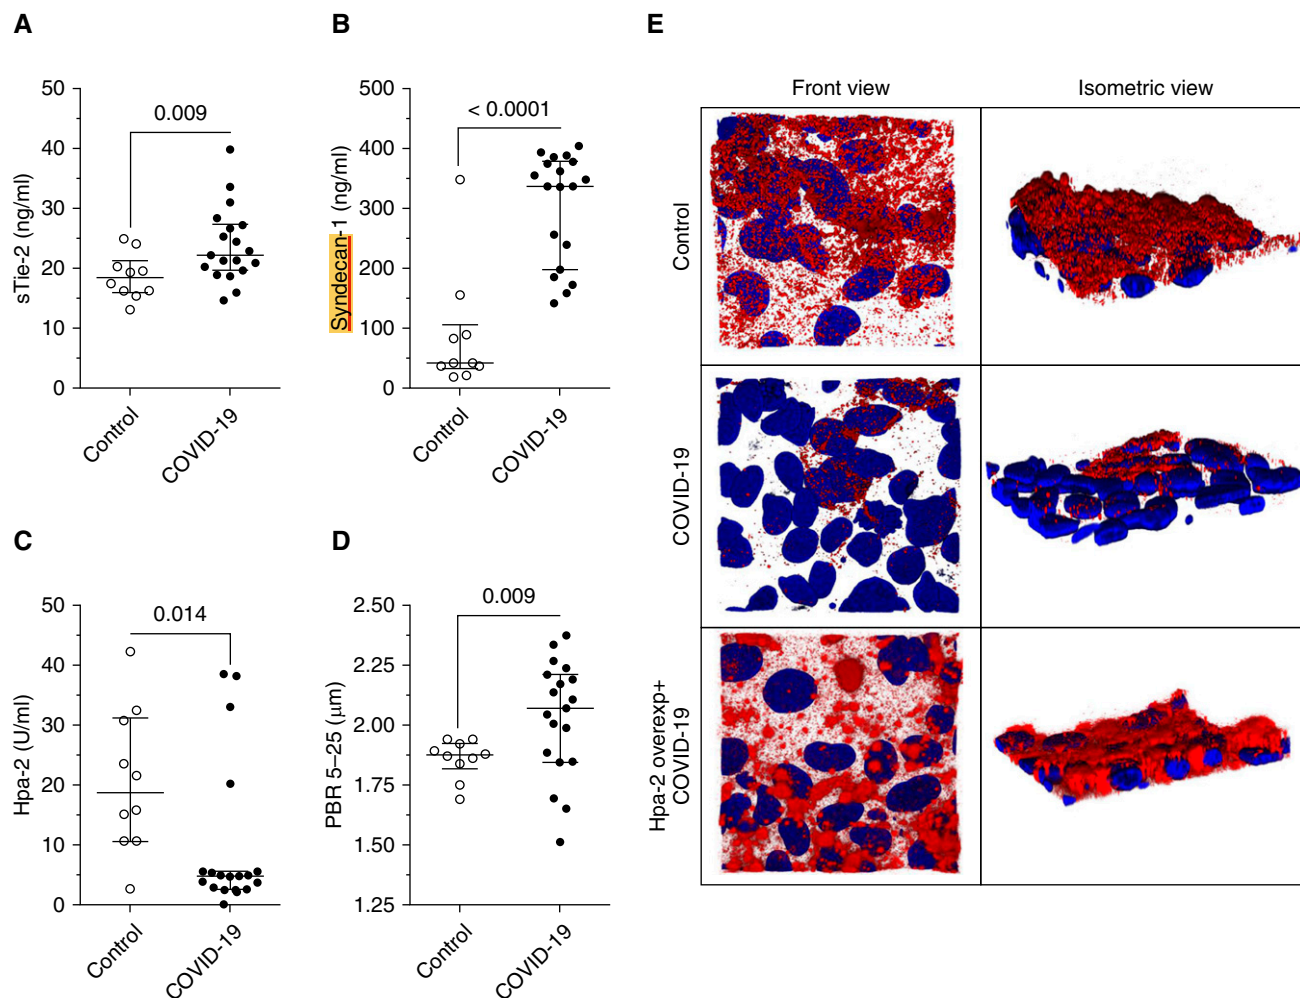 A
B
E
50
40
30
20
10
0
sTie-2 (ng/ml)
0.009
Control
COVID-19
500
400
300
200
100
0
Syndecan-1 (ng/ml)
< 0.0001
Control
COVID-19
Front view
Isometric view
Control
COVID-19
Hpa-2 overexp+
COVID-19
C
D
50
40
30
20
10
0
Hpa-2 (U/ml)
0.014
Control
COVID-19
2.50
2.25
2.00
1.75
1.50
1.25
PBR 5–25 (μm)
0.009
Control
COVID-19